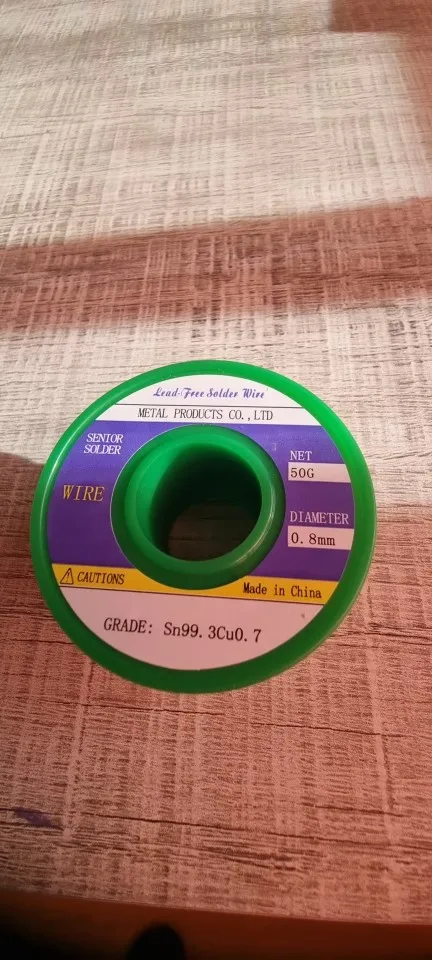 Lead-Free Solder Wire
METAL PRODUCTS CO.,LTD
SENIOR
SOLDER
WIRE
NET
50G
DIAMETER
0.8mm
CAUTIONS
Made in China
GRADE: Sn99.3Cu0.7